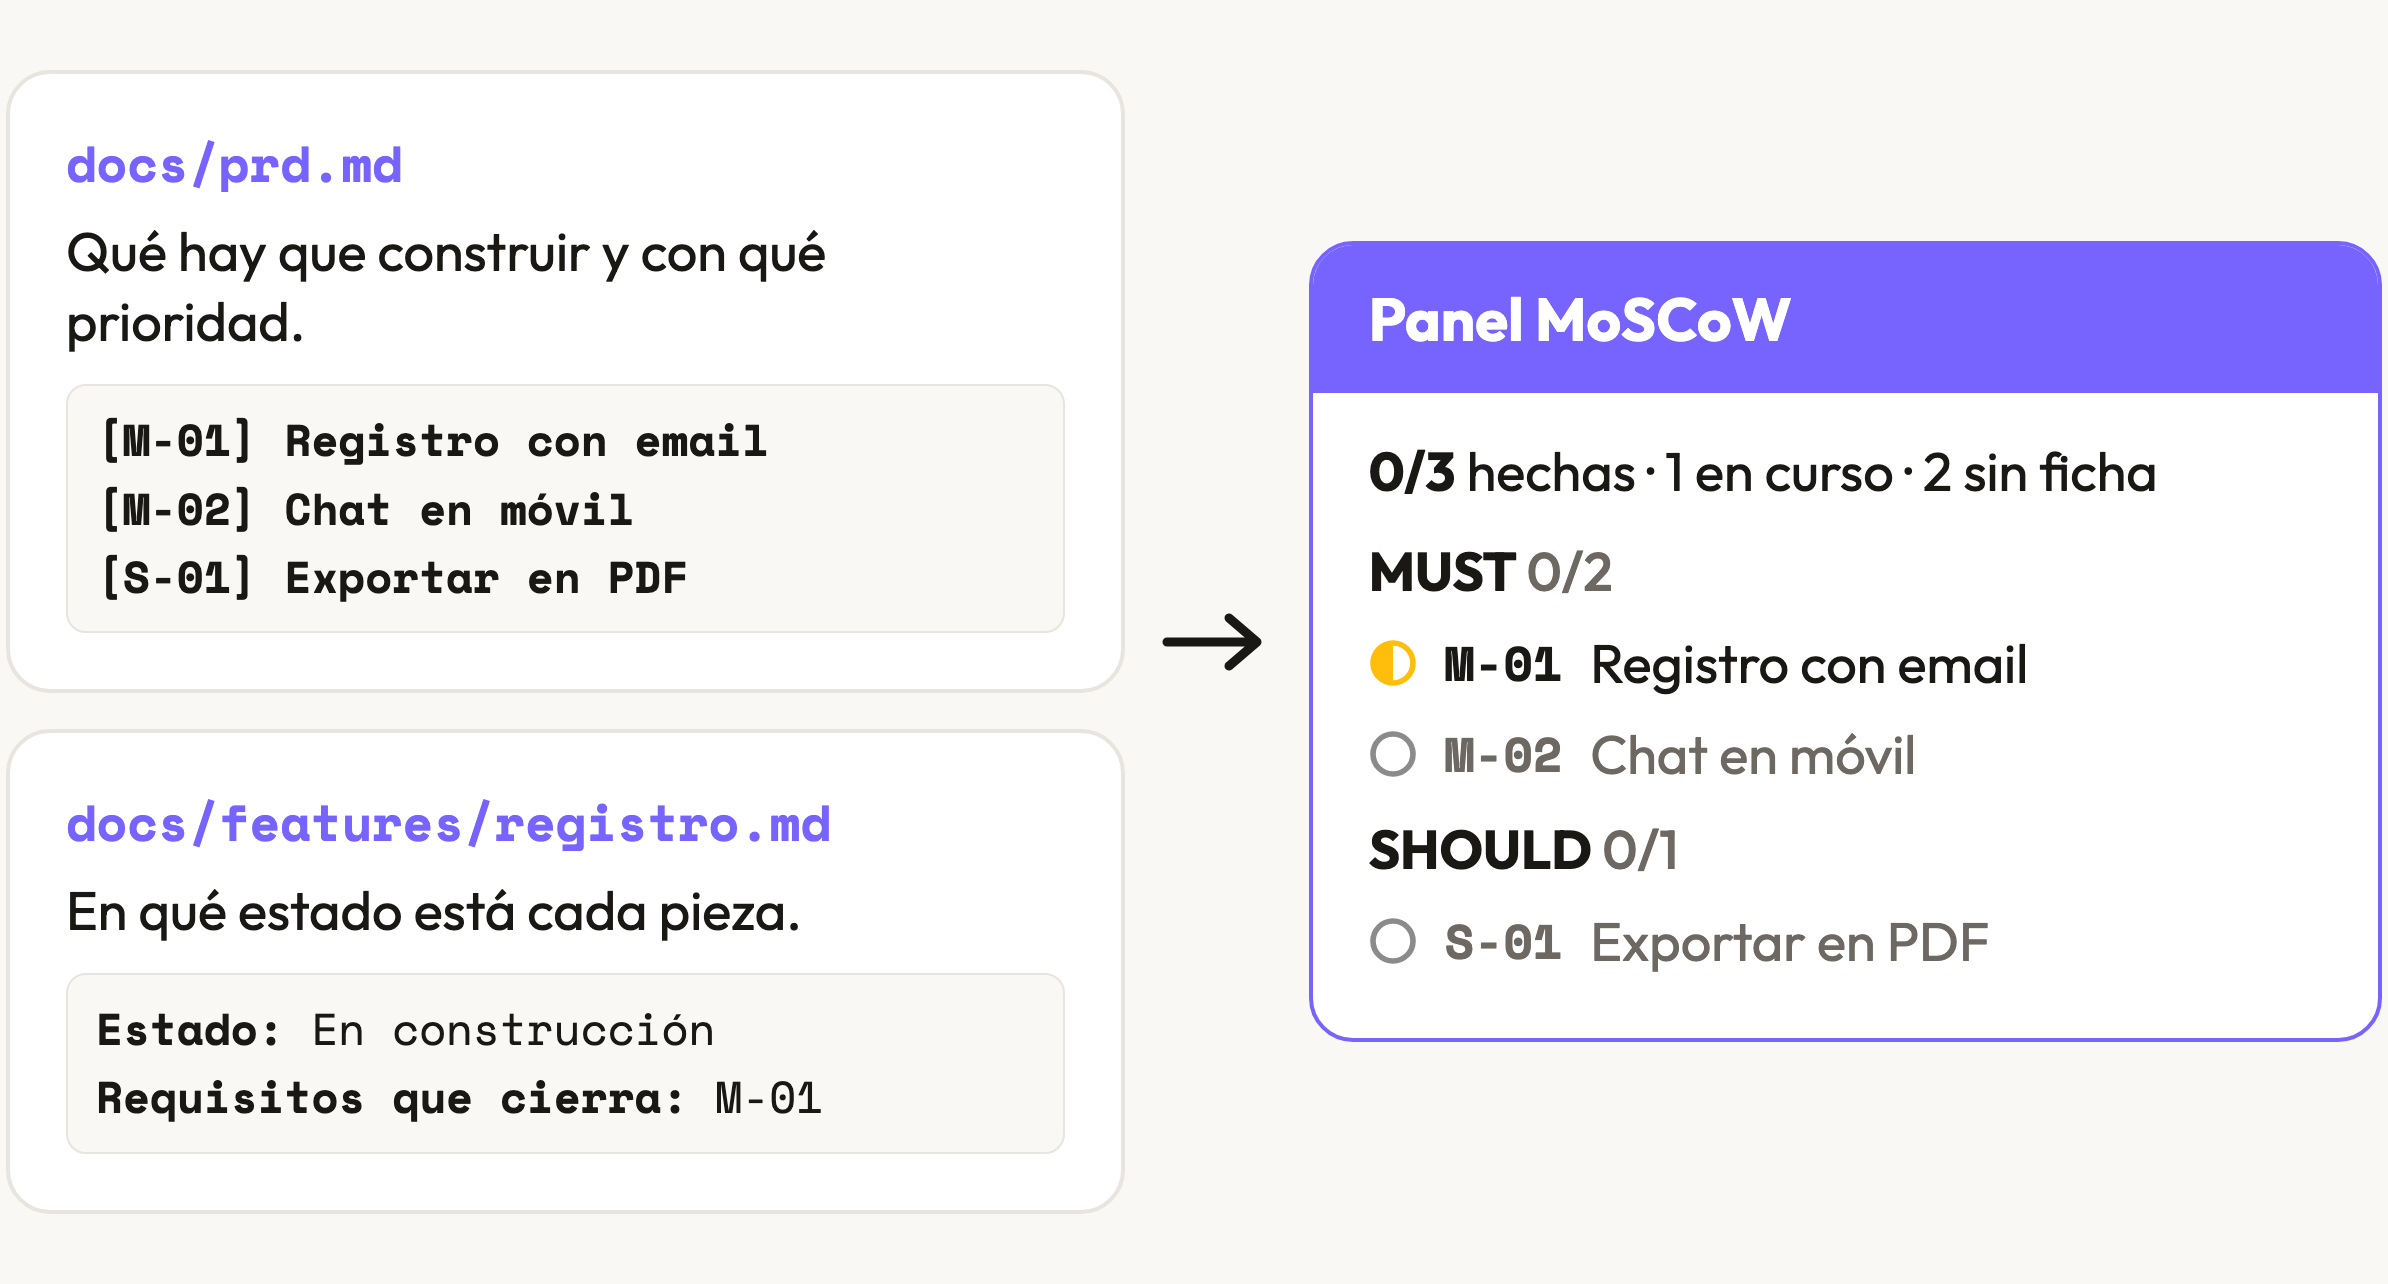 docs/prd.md
Qué hay que construir y con qué
prioridad.
[M-01] Registro con email
[M-02] Chat en móvil
[S-01] Exportar en PDF
docs/features/registro.md
En qué estado está cada pieza.
Estado: En construcción
Requisitos que cierra: M-01
Panel MoSCoW
0/3 hechas · 1 en curso · 2 sin ficha
MUST 0/2
M-01 Registro con email
M-02 Chat en móvil
SHOULD 0/1
S-01 Exportar en PDF